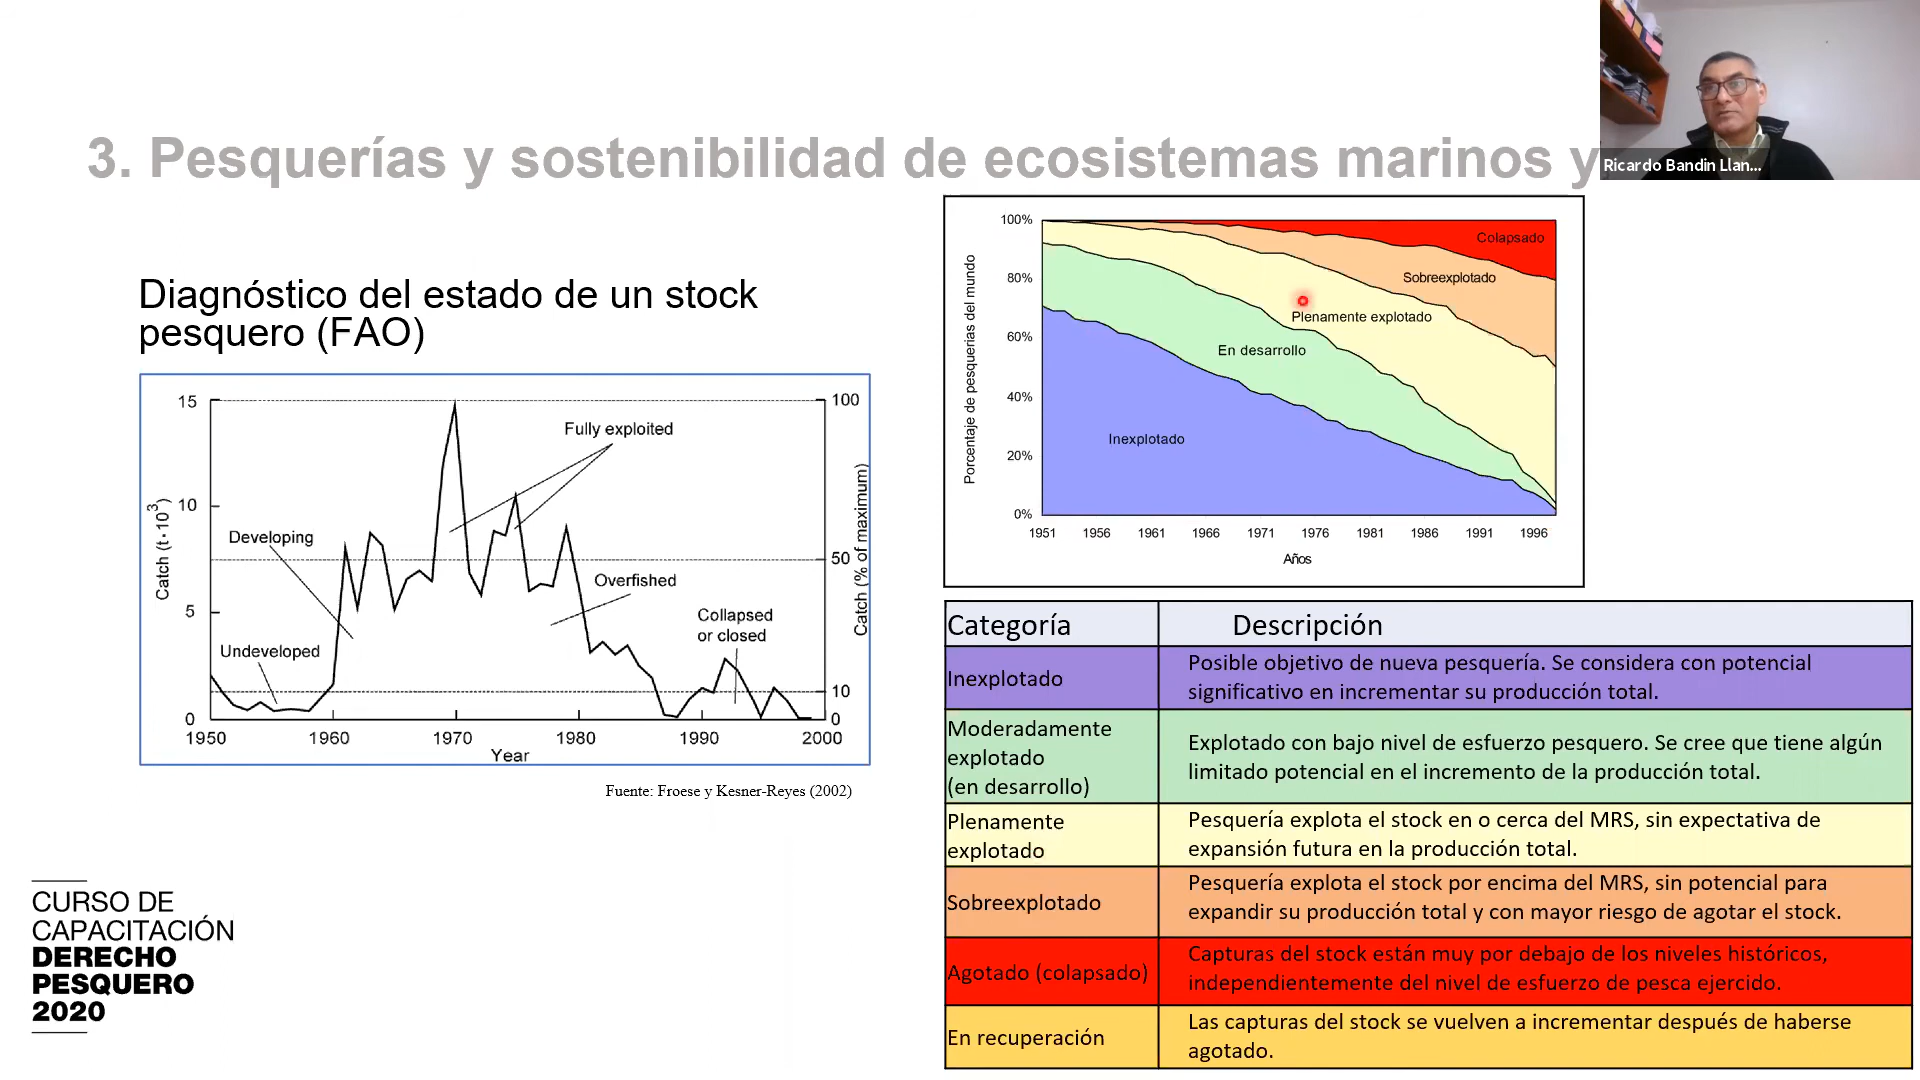 3. Pesquerías y sostenibilidad de ecosistemas marinos y
Ricardo Bandin Llan...
Diagnóstico del estado de un stock
pesquero (FAO)
Catch (t·10³)
15
10
5
0
Fully exploited
Developing
Undeveloped
Overfished
Collapsed
or closed
100
50
10
0
Catch (% of maximum)
1950
1960
1970
1980
1990
2000
Year
Fuente: Froese y Kesner-Reyes (2002)
Porcentaje de pesquerías del mundo
100%
80%
60%
40%
20%
0%
Colapsado
Sobreexplotado
Plenamente explotado
En desarrollo
Inexplotado
1951
1956
1961
1966
1971
1976
1981
1986
1991
1996
Años
Categoría
Descripción
Inexplotado
Posible objetivo de nueva pesquería. Se considera con potencial
significativo en incrementar su producción total.
Moderadamente
explotado
(en desarrollo)
Explotado con bajo nivel de esfuerzo pesquero. Se cree que tiene algún
limitado potencial en el incremento de la producción total.
Plenamente
explotado
Pesquería explota el stock en o cerca del MRS, sin expectativa de
expansión futura en la producción total.
Sobreexplotado
Pesquería explota el stock por encima del MRS, sin potencial para
expandir su producción total y con mayor riesgo de agotar el stock.
Agotado (colapsado)
Capturas del stock están muy por debajo de los niveles históricos,
independientemente del nivel de esfuerzo de pesca ejercido.
En recuperación
Las capturas del stock se vuelven a incrementar después de haberse
agotado.
CURSO DE
CAPACITACIÓN
DERECHO
PESQUERO
2020